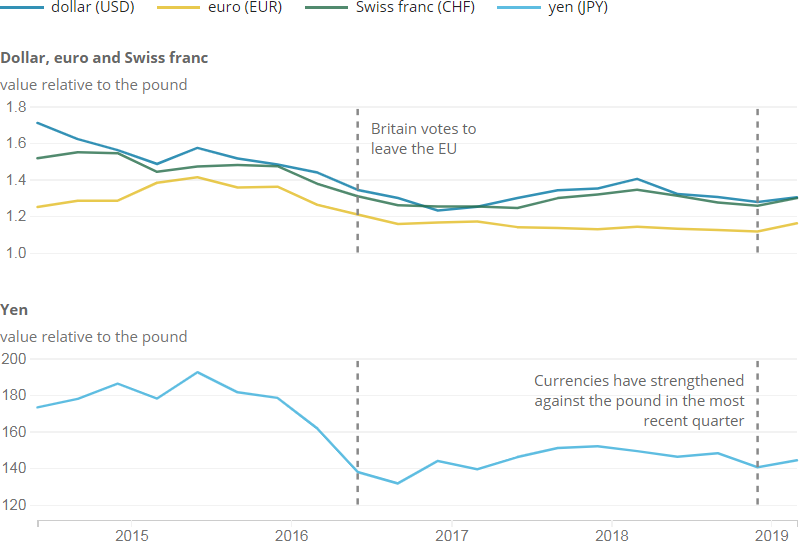 dollar (USD) euro (EUR) Swiss franc (CHF) yen (JPY)
Dollar, euro and Swiss franc
value relative to the pound
1.8
Britain votes to
leave the EU
1.6
1.4
1.2
1.0
Yen
value relative to the pound
200
Currencies have strengthened
against the pound in the most
recent quarter
180
160
140
120
2015 2016 2017 2018 2019